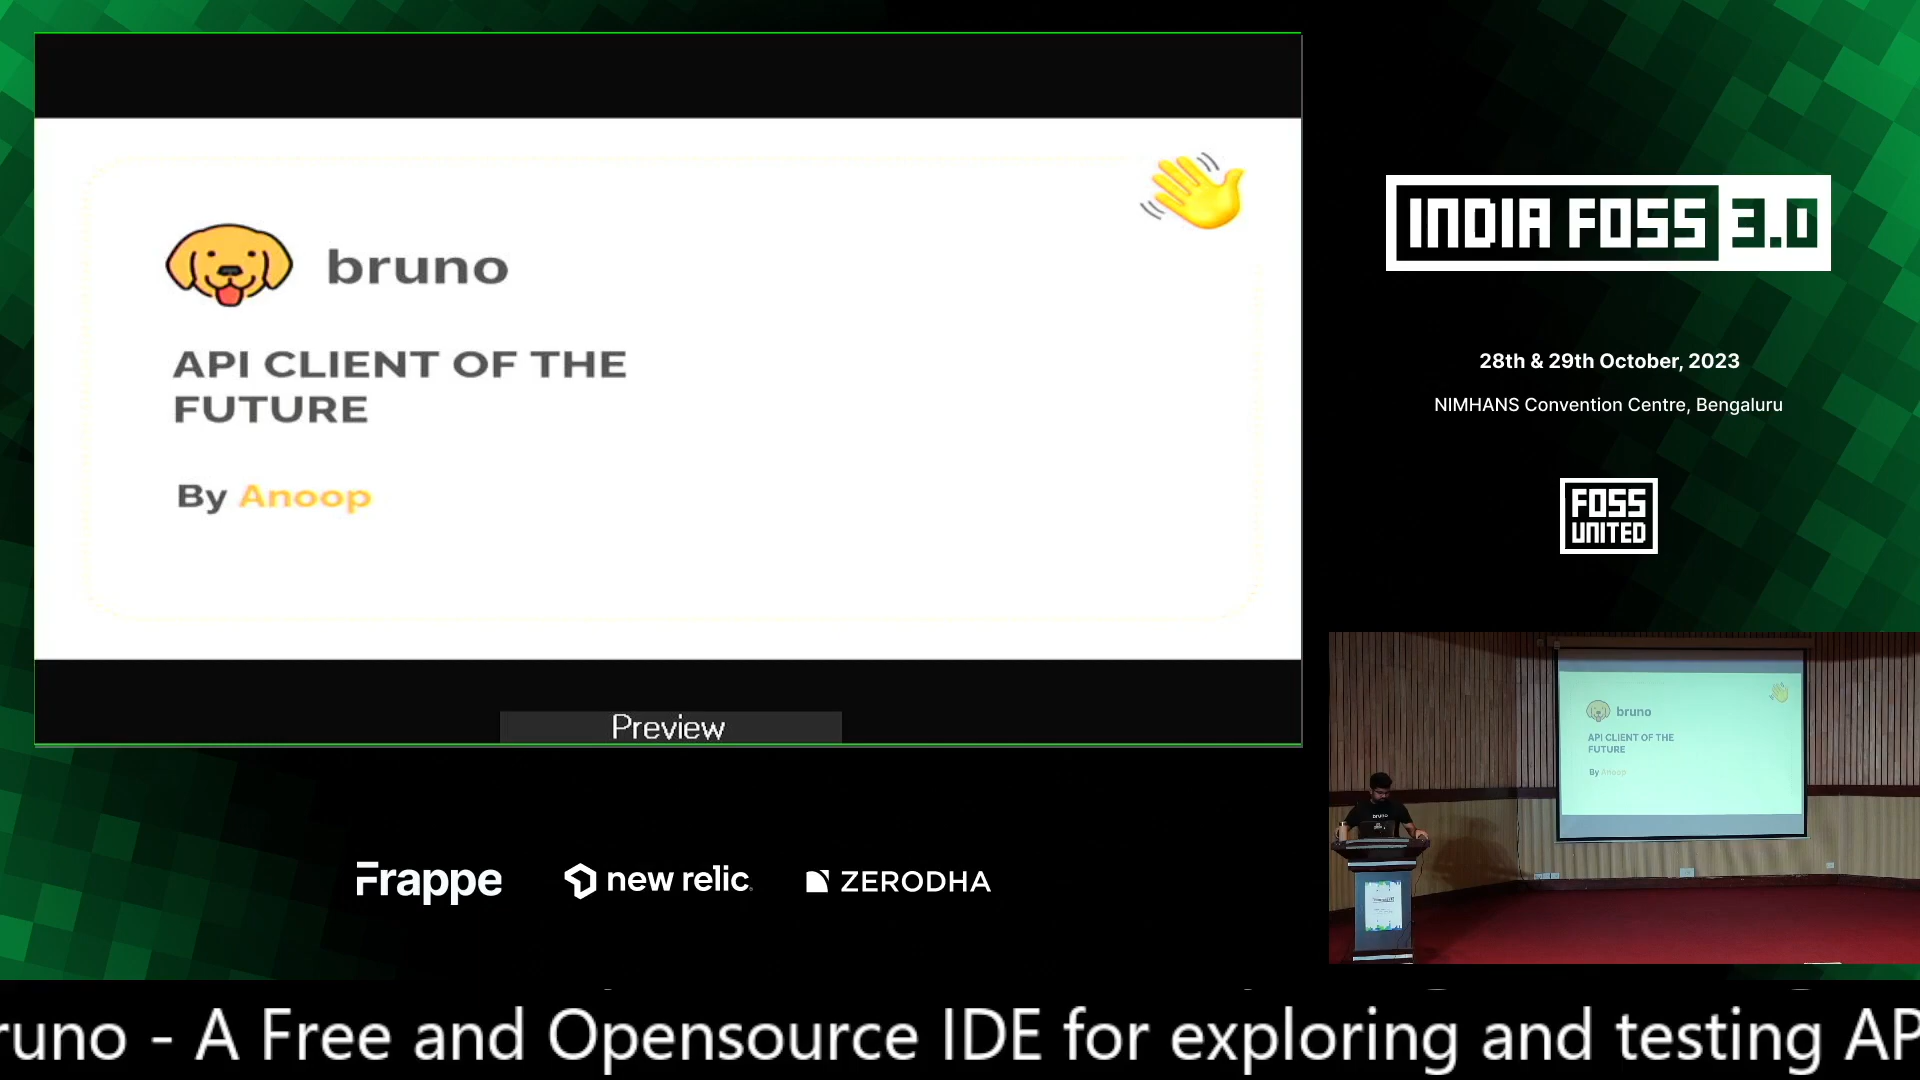 bruno
API CLIENT OF THE
FUTURE
By Anoop
Preview
INDIA FOSS 3.0
28th & 29th October, 2023
NIMHANS Convention Centre, Bengaluru
FOSS
UNITED
bruno
API CLIENT OF THE
FUTURE
By Anoop
bruno
Frappe
new relic
ZERODHA
runo - A Free and Opensource IDE for exploring and testing AP